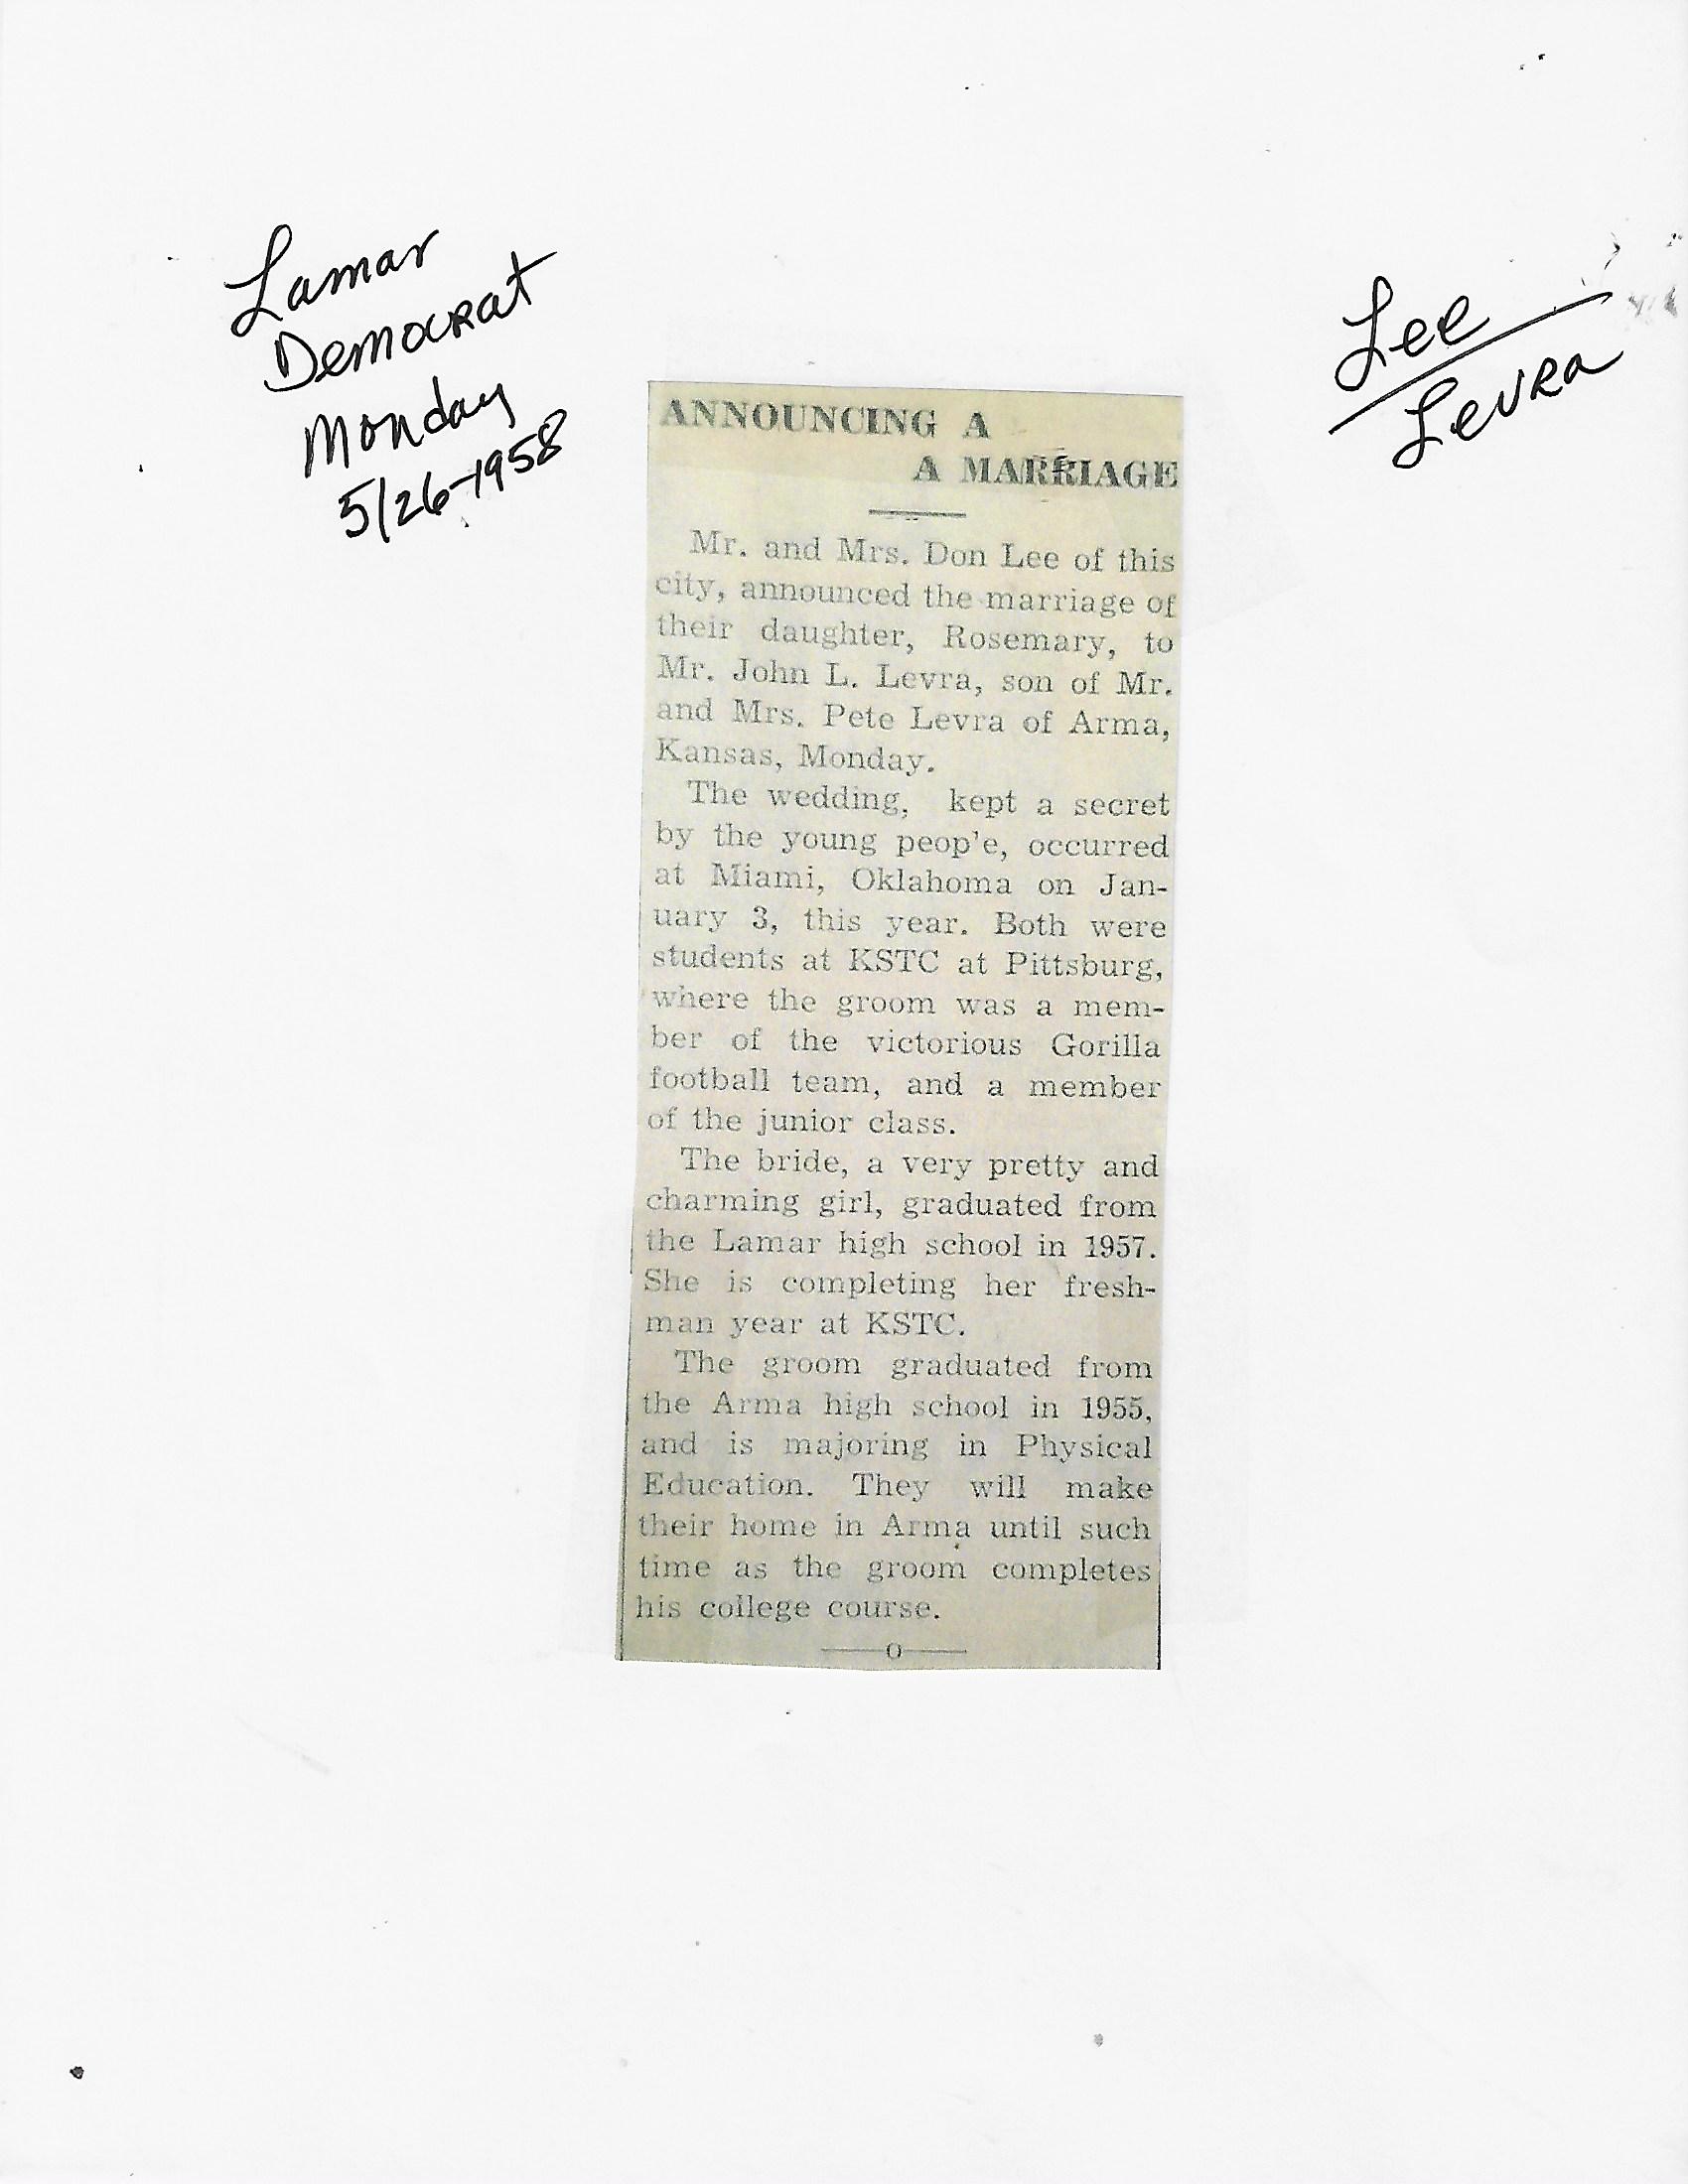 Lamar
Democrat
Monday
5/26-1958
Lee
Levra
ANNOUNCING A
A MARRIAGE
Mr. and Mrs. Don Lee of this
city, announced the marriage of
their daughter, Rosemary, to
Mr. John L. Levra, son of Mr.
and Mrs. Pete Levra of Arma,
Kansas, Monday.
The wedding, kept a secret
by the young peop'e, occurred
at Miami, Oklahoma on Jan-
uary 3, this year. Both were
students at KSTC at Pittsburg,
where the groom was a mem-
ber of the victorious Gorilla
football team, and a member
of the junior class.
The bride, a very pretty and
charming girl, graduated from
the Lamar high school in 1957.
She is completing her fresh-
man year at KSTC.
The groom graduated from
the Arma high school in 1955,
and is majoring in Physical
Education. They will make
their home in Arma until such
time as the groom completes
his college course.
——o——